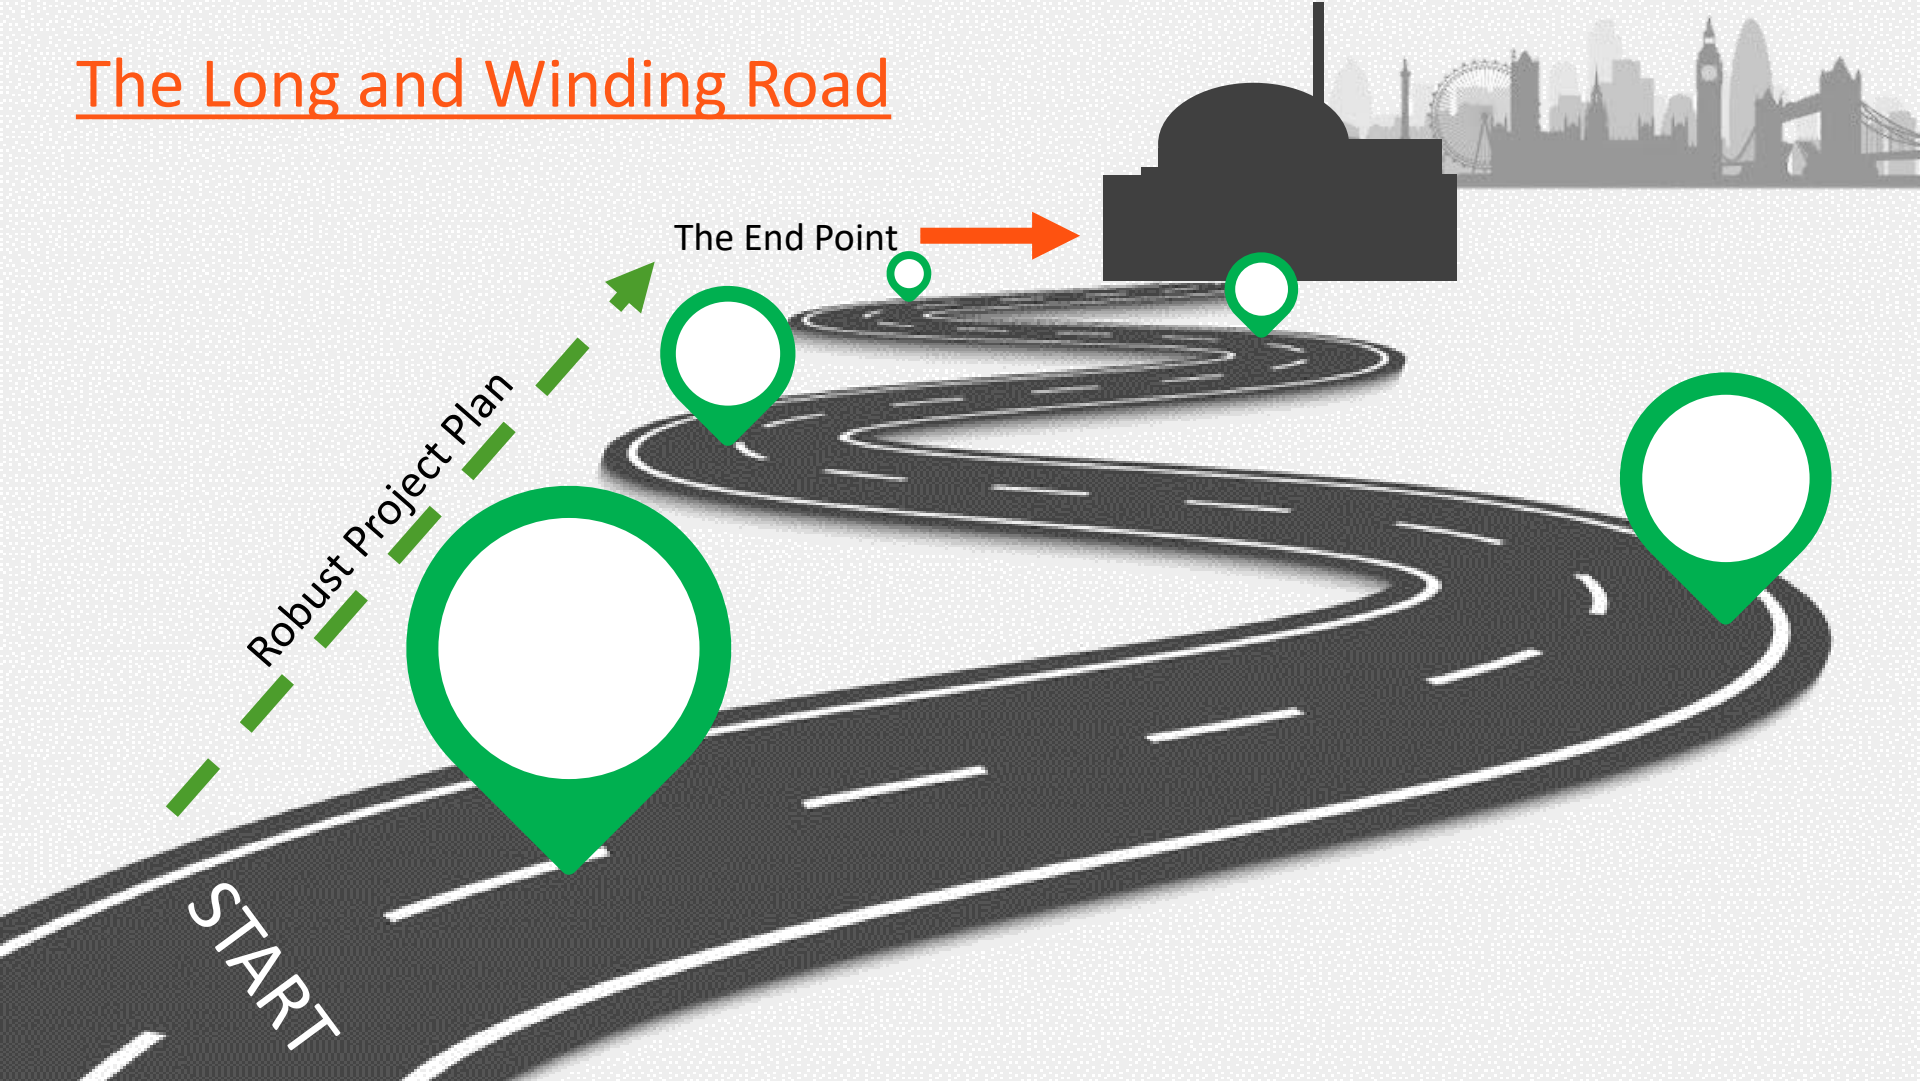 The Long and Winding Road
The End Point
Robust Project Plan
START